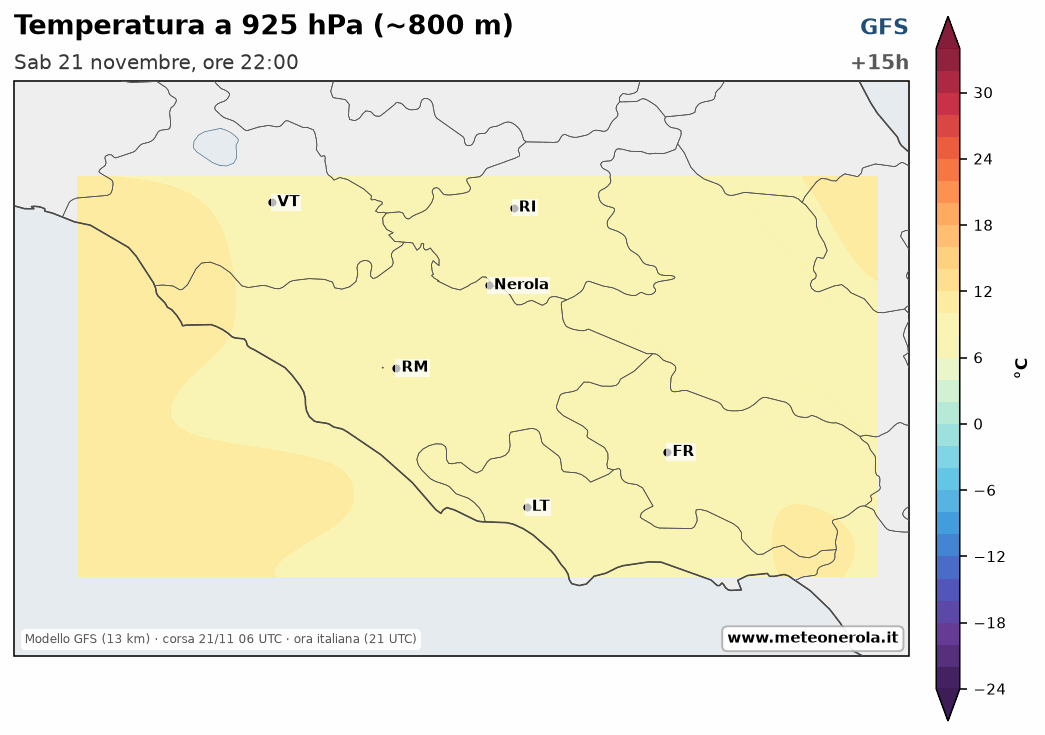 Temperatura a 925 hPa (~800 m)
GFS
Sab 21 novembre, ore 22:00
+15h
VT
RI
Nerola
RM
FR
LT
30
24
18
12
6
0
−6
−12
−18
−24
°C
Modello GFS (13 km) · corsa 21/11 06 UTC · ora italiana (21 UTC)
www.meteonerola.it